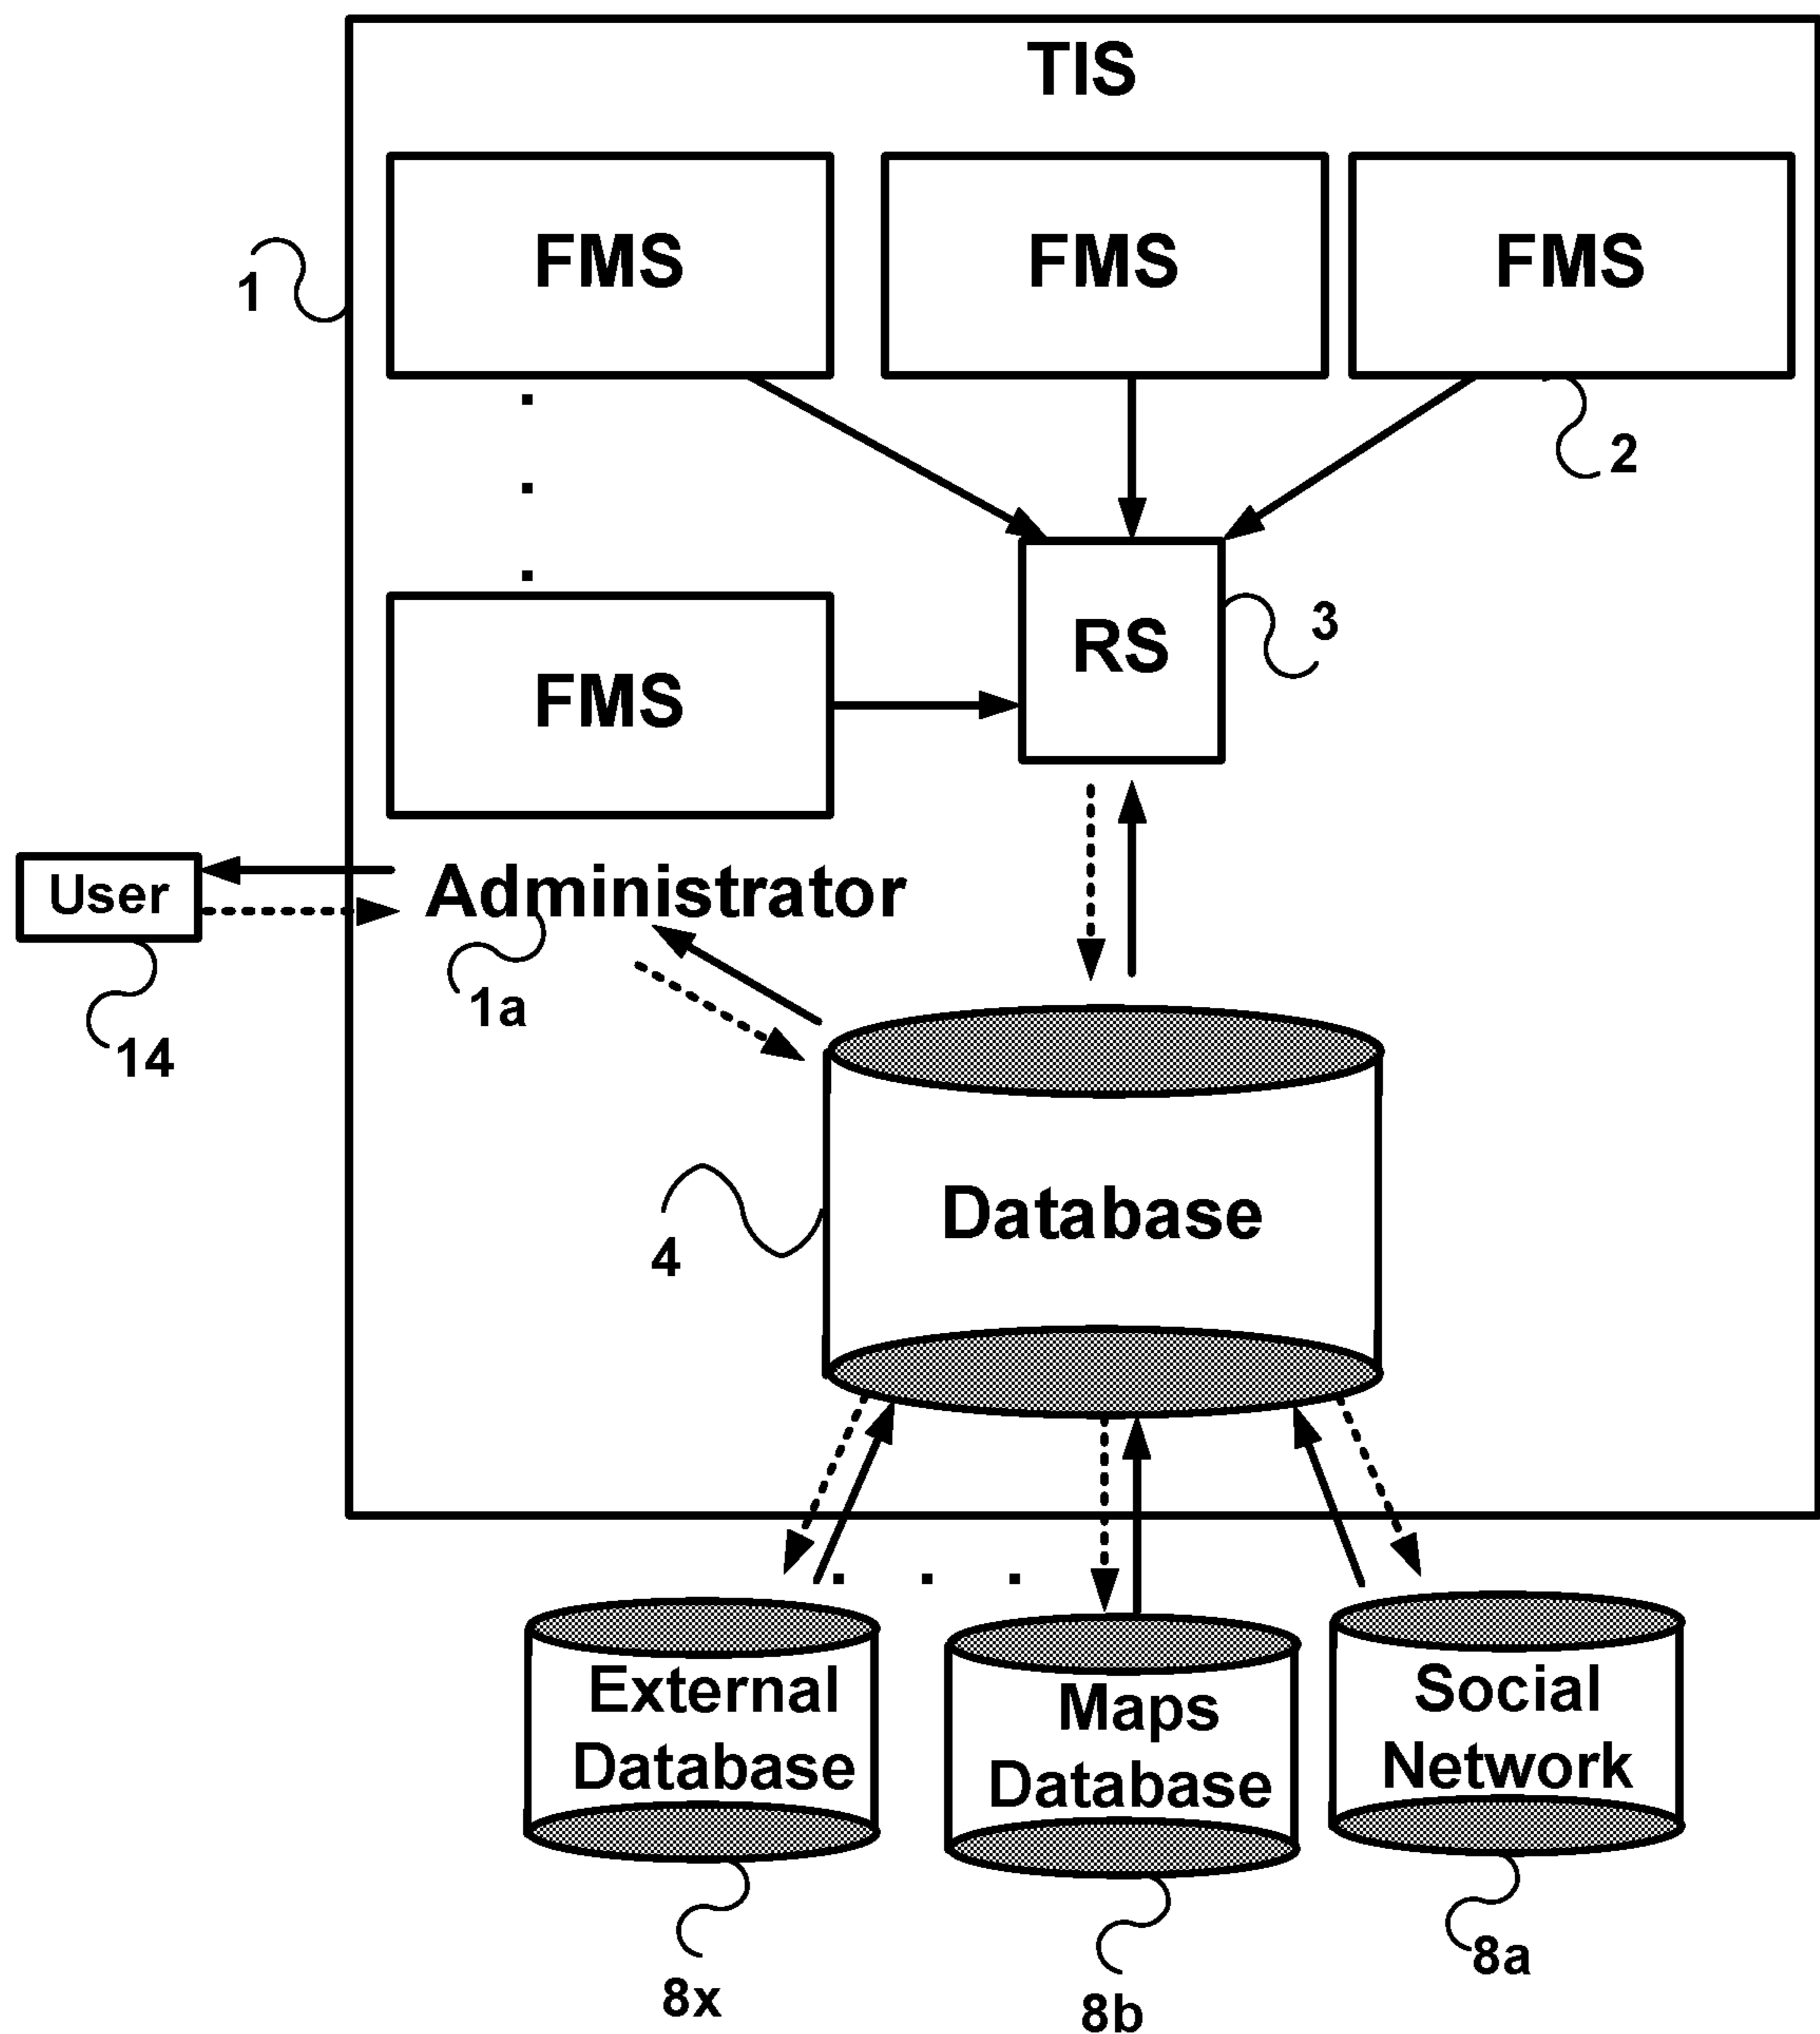 TIS
FMS
FMS
FMS
1
2
RS
3
FMS
User
Administrator
1a
14
Database
4
External
Database
Maps
Database
Social
Network
8x
8b
8a